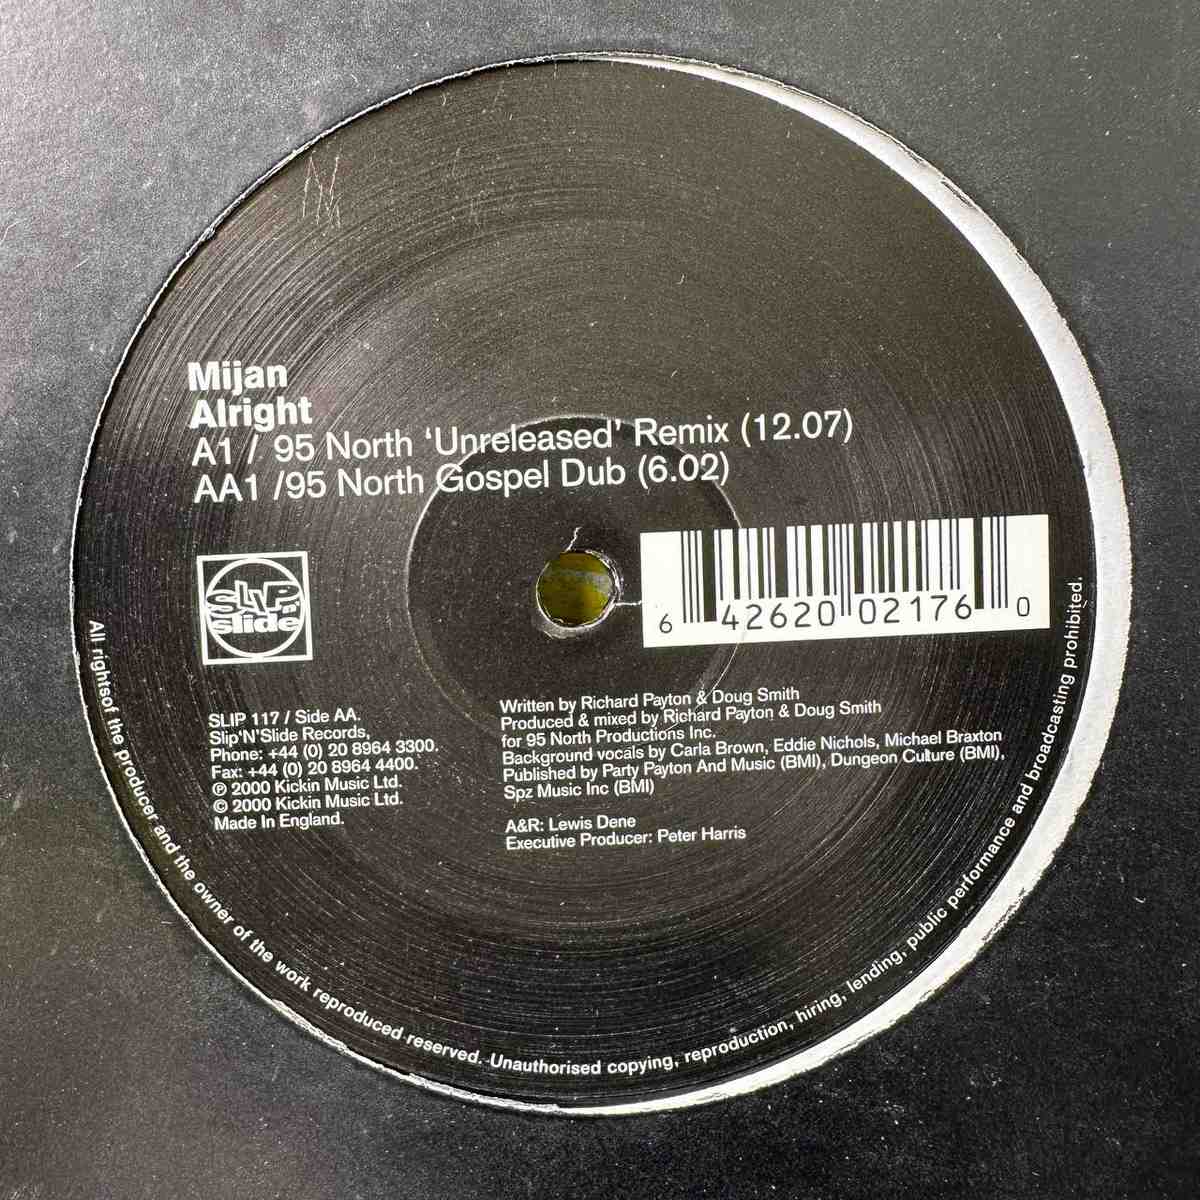 Mijan
Alright
A1 / 95 North 'Unreleased' Remix (12.07)
AA1 /95 North Gospel Dub (6.02)
SLIP'n'
slide
6 42620 02176 0
SLIP 117 / Side AA.
Slip'N'Slide Records,
Phone: +44 (0) 20 8964 3300.
Fax: +44 (0) 20 8964 4400.
℗ 2000 Kickin Music Ltd.
© 2000 Kickin Music Ltd.
Made In England.
Written by Richard Payton & Doug Smith
Produced & mixed by Richard Payton & Doug Smith
for 95 North Productions Inc.
Background vocals by Carla Brown, Eddie Nichols, Michael Braxton
Published by Party Payton And Music (BMI), Dungeon Culture (BMI),
Spz Music Inc (BMI)
A&R: Lewis Dene
Executive Producer: Peter Harris
All rightsof the producer and the owner of the work reproduced reserved. Unauthorised copying, reproduction, hiring, lending, public performance and broadcasting prohibited.